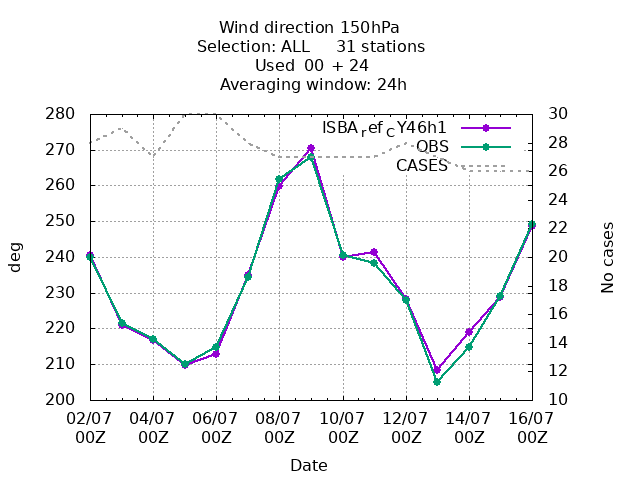 Wind direction 150hPa
Selection: ALL 31 stations
Used 00 + 24
Averaging window: 24h
280 30
ISBA_ref_CY46h1
270 28
OBS
CASES
26
260
24
250 22
240 20
18
230
16
220
14
210
12
200 10
deg
No cases
02/07 04/07 06/07 08/07 10/07 12/07 14/07 16/07
00Z 00Z 00Z 00Z 00Z 00Z 00Z 00Z
Date